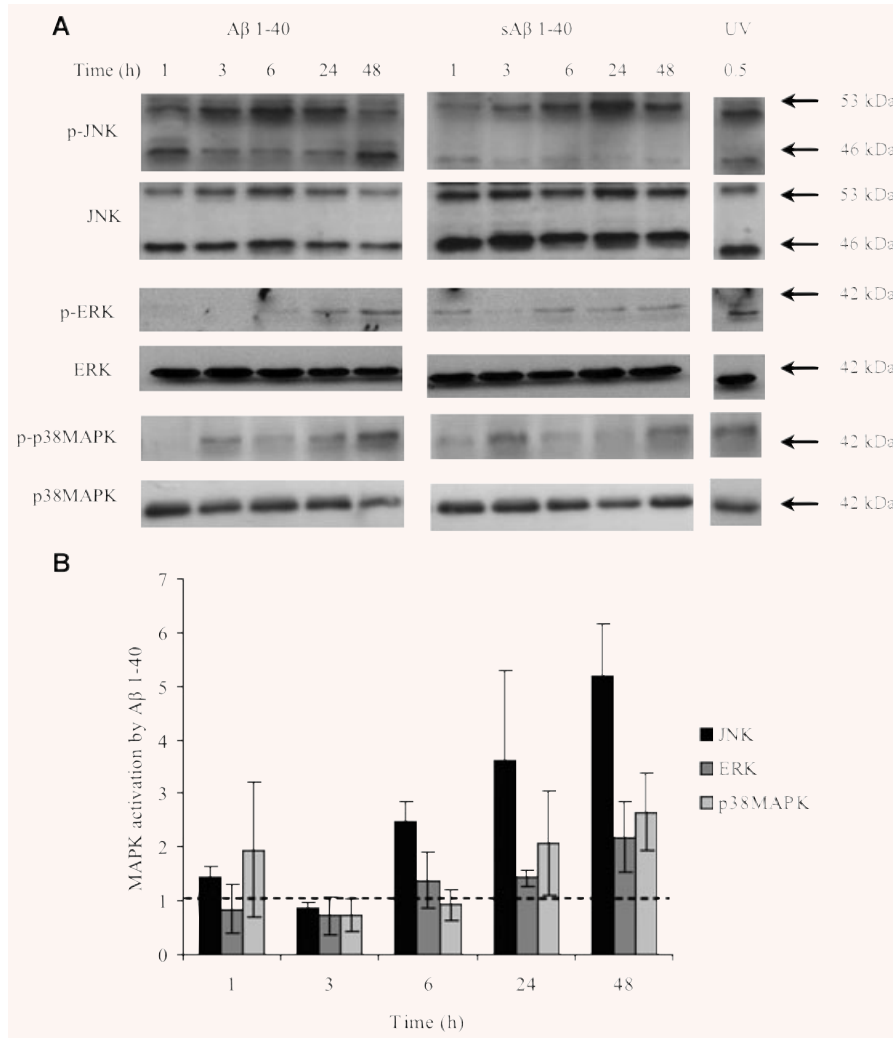 A
Aβ 1-40 sAβ 1-40 UV
Time (h) 1 3 6 24 48 1 3 6 24 48 0.5
p-JNK 53 kDa
46 kDa
JNK 53 kDa
46 kDa
p-ERK 42 kDa
ERK 42 kDa
p-p38MAPK 42 kDa
p38MAPK 42 kDa
B
MAPK activation by Aβ 1-40
7
6
5
4
3
2
1
0
JNK
ERK
p38MAPK
1 3 6 24 48
Time (h)